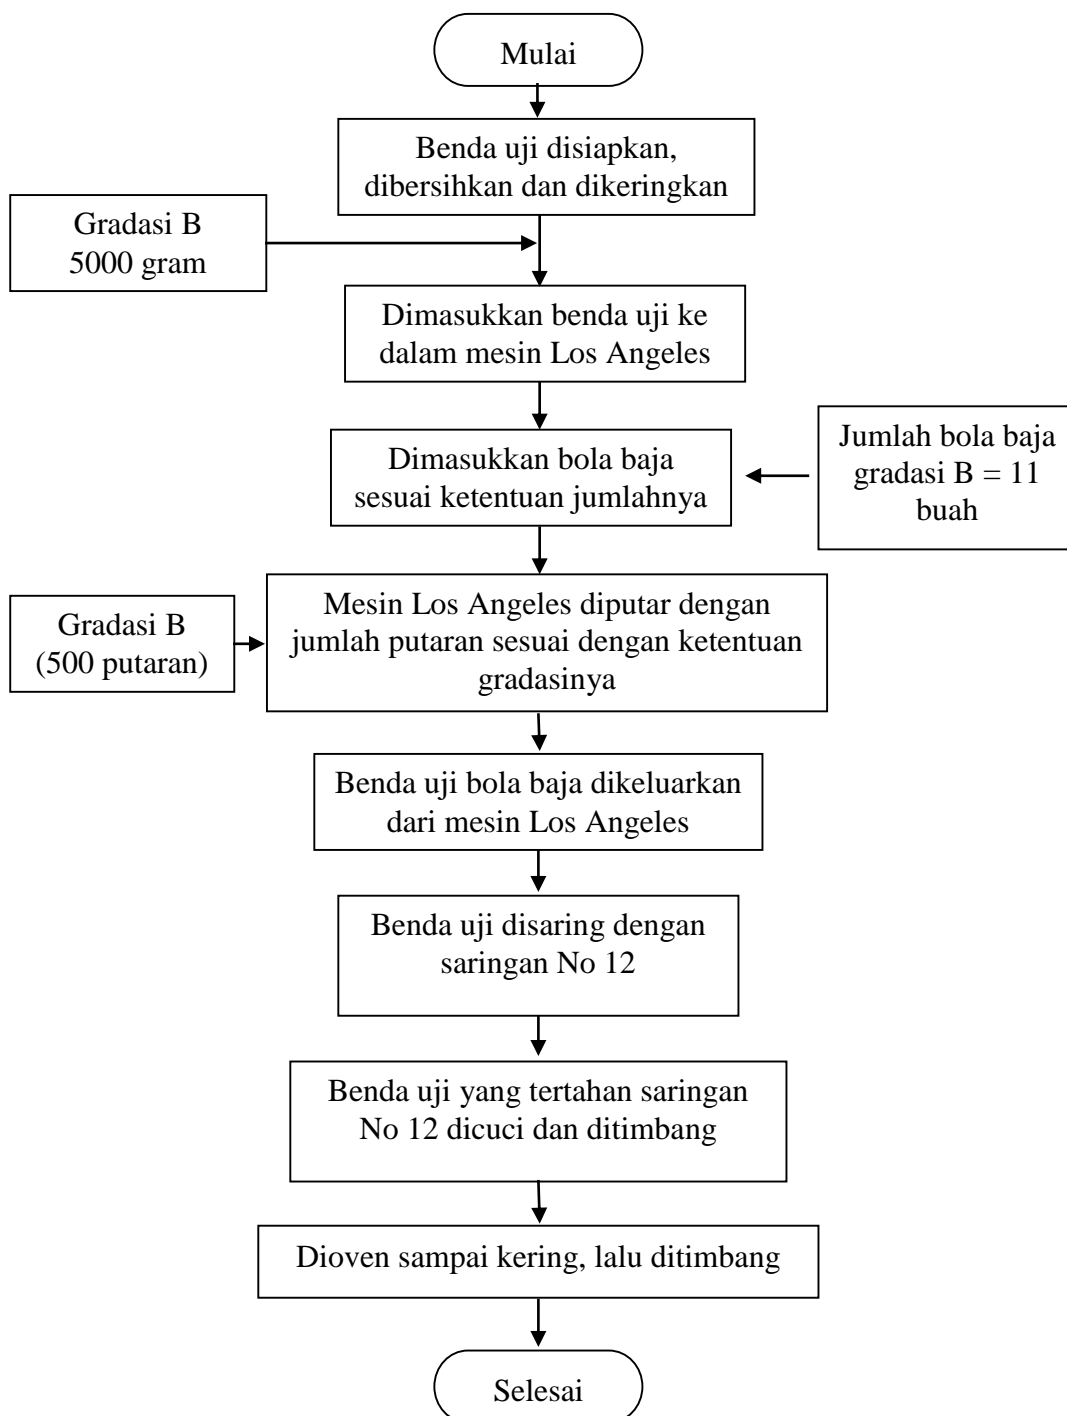 Mulai
Benda uji disiapkan,
dibersihkan dan dikeringkan
Gradasi B
5000 gram
Dimasukkan benda uji ke
dalam mesin Los Angeles
Dimasukkan bola baja
sesuai ketentuan jumlahnya
Jumlah bola baja
gradasi B = 11
buah
Mesin Los Angeles diputar dengan
jumlah putaran sesuai dengan ketentuan
gradasinya
Gradasi B
(500 putaran)
Benda uji bola baja dikeluarkan
dari mesin Los Angeles
Benda uji disaring dengan
saringan No 12
Benda uji yang tertahan saringan
No 12 dicuci dan ditimbang
Dioven sampai kering, lalu ditimbang
Selesai